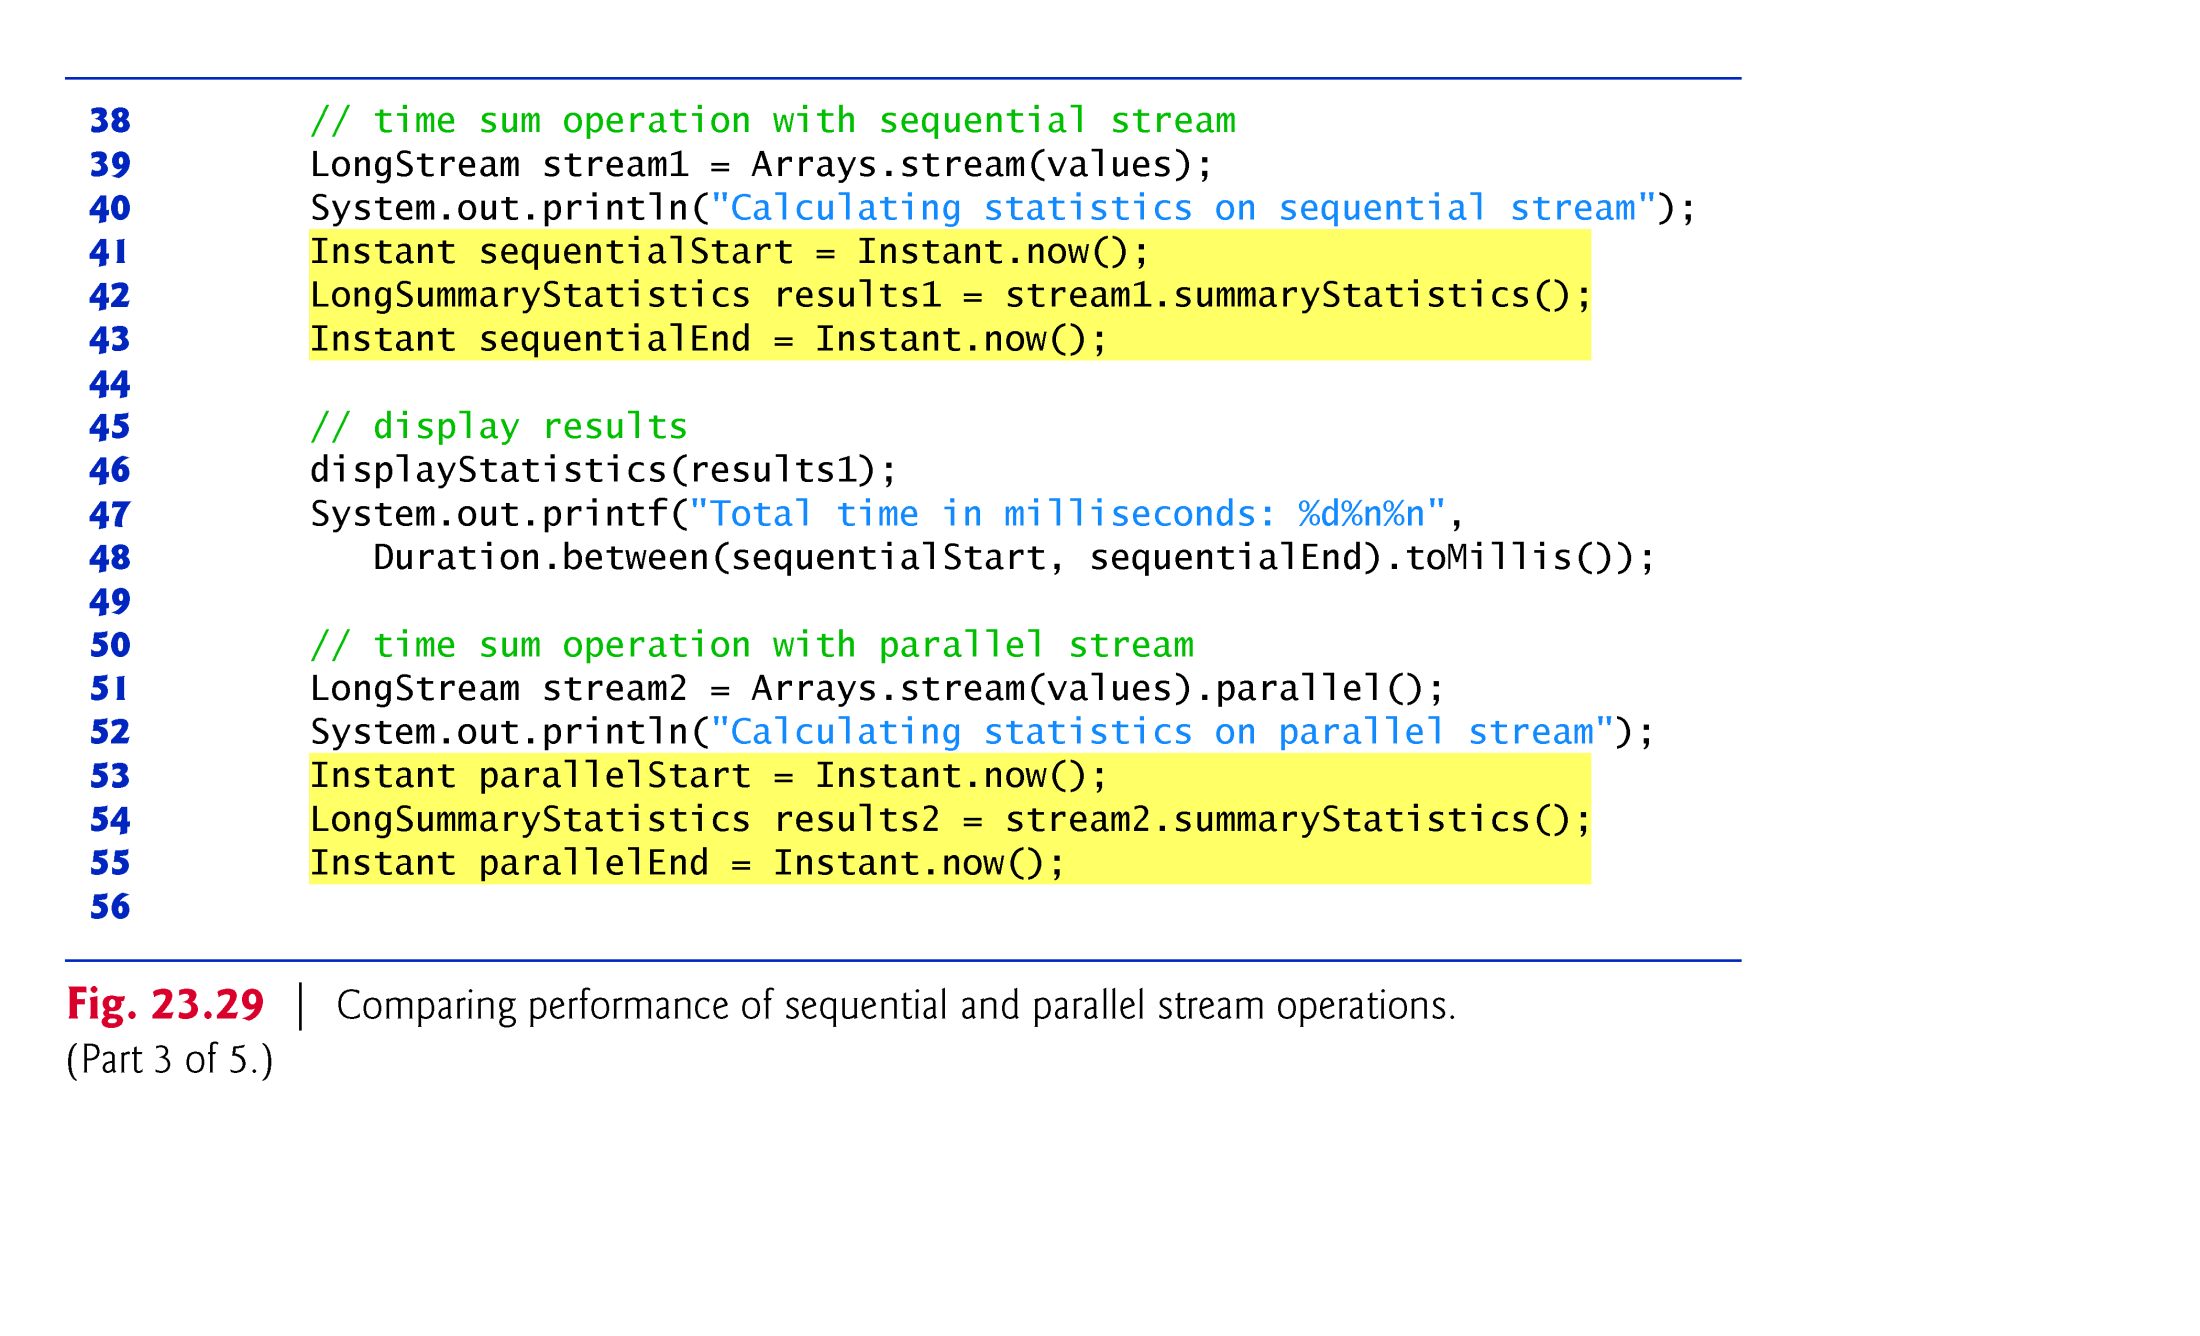 38 // time sum operation with sequential stream
39 LongStream stream1 = Arrays.stream(values);
40 System.out.println("Calculating statistics on sequential stream");
41 Instant sequentialStart = Instant.now();
42 LongSummaryStatistics results1 = stream1.summaryStatistics();
43 Instant sequentialEnd = Instant.now();
44
45 // display results
46 displayStatistics(results1);
47 System.out.printf("Total time in milliseconds: %d%n%n",
48 Duration.between(sequentialStart, sequentialEnd).toMillis());
49
50 // time sum operation with parallel stream
51 LongStream stream2 = Arrays.stream(values).parallel();
52 System.out.println("Calculating statistics on parallel stream");
53 Instant parallelStart = Instant.now();
54 LongSummaryStatistics results2 = stream2.summaryStatistics();
55 Instant parallelEnd = Instant.now();
56
Fig. 23.29 | Comparing performance of sequential and parallel stream operations.
(Part 3 of 5.)